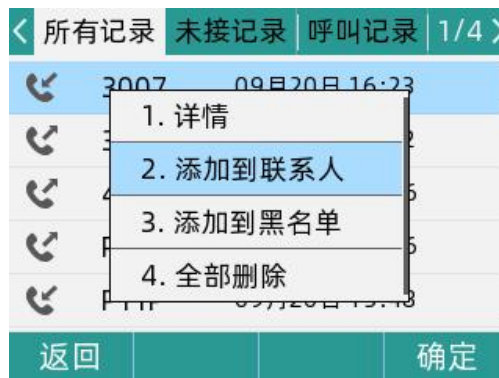 所有记录 未接记录 呼叫记录 1/4
3007 09月20日 16:23
1. 详情
2. 添加到联系人
3. 添加到黑名单
4. 全部删除
返回 确定